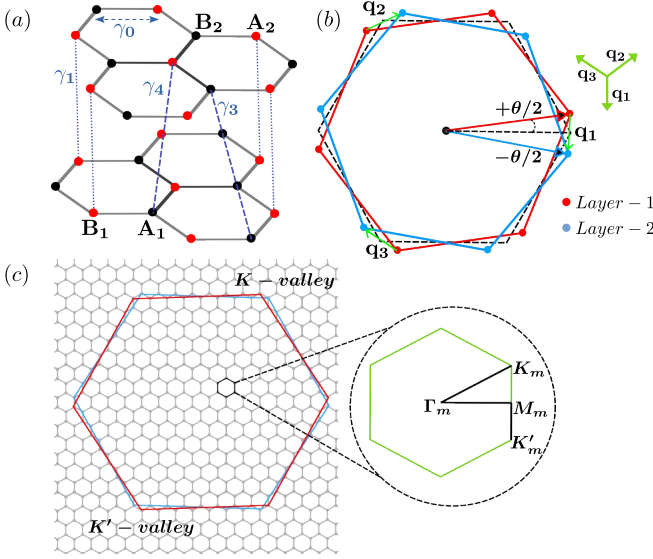 (a)
γ0
B2
A2
γ1
γ4
γ3
B1
A1
(b)
q2
q2
q3
q1
+θ/2
q1
−θ/2
q3
Layer − 1
Layer − 2
(c)
K − valley
K′ − valley
Km
Γm
Mm
K′m